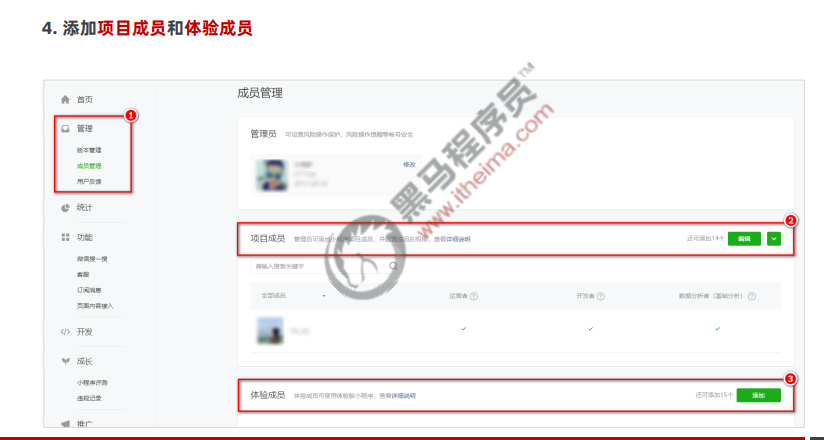 4. 添加项目成员和体验成员
首页
1
管理
版本管理
成员管理
用户反馈
统计
功能
微信搜一搜
客服
订阅消息
页面内容接入
开发
成长
小程序评测
违规记录
推广
成员管理
管理员 可设置风险操作保护、风险操作提醒等帐号安全
修改
2
项目成员 管理员可添加小程序项目成员，并配置成员的权限，查看详细说明
还可添加14个 编辑
请输入搜索关键字
全部成员 运营者 ? 开发者 ? 数据分析者（基础分析） ?
3
体验成员 体验成员可使用体验版小程序，查看详细说明
还可添加15个 添加
黑马程序员™
www.itheima.com